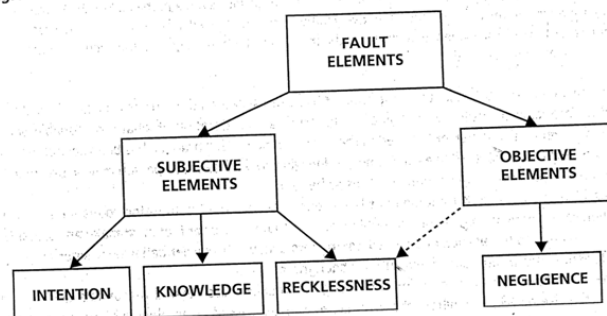 FAULT
ELEMENTS
SUBJECTIVE
ELEMENTS
OBJECTIVE
ELEMENTS
INTENTION
KNOWLEDGE
RECKLESSNESS
NEGLIGENCE